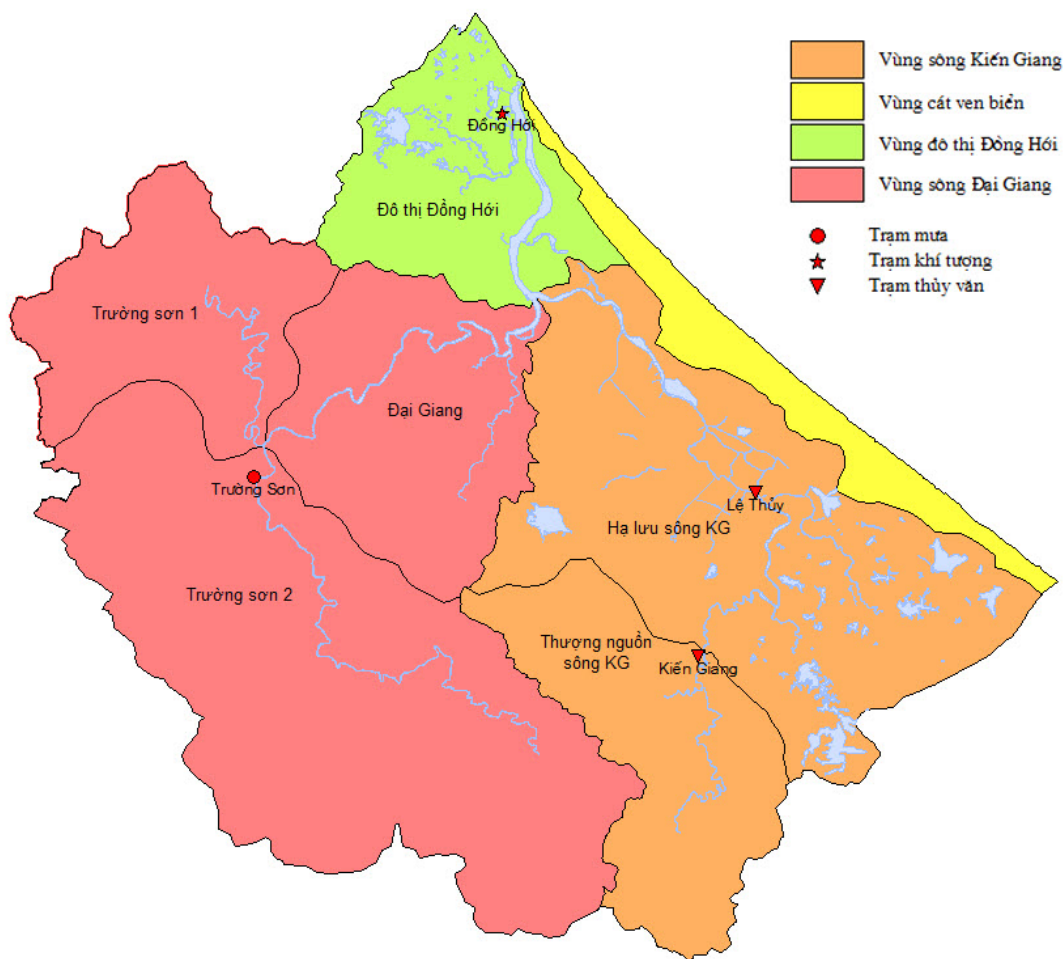 Vùng sông Kiến Giang
Vùng cát ven biển
Vùng đô thị Đồng Hới
Vùng sông Đại Giang
Trạm mưa
Trạm khí tượng
Trạm thủy văn
Đồng Hới
Đô thị Đồng Hới
Trường sơn 1
Đại Giang
Trường Sơn
Lệ Thủy
Hạ lưu sông KG
Trường sơn 2
Thượng nguồn
sông KG
Kiến Giang